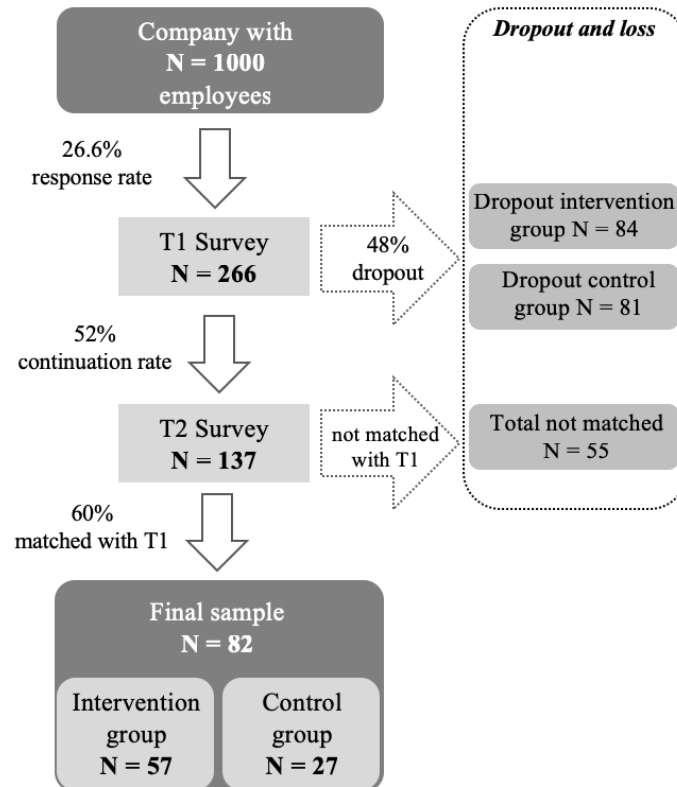 Company with
N = 1000
employees
Dropout and loss
26.6%
response rate
T1 Survey
N = 266
48%
dropout
Dropout intervention
group N = 84
Dropout control
group N = 81
52%
continuation rate
T2 Survey
N = 137
not matched
with T1
Total not matched
N = 55
60%
matched with T1
Final sample
N = 82
Intervention
group
N = 57
Control
group
N = 27